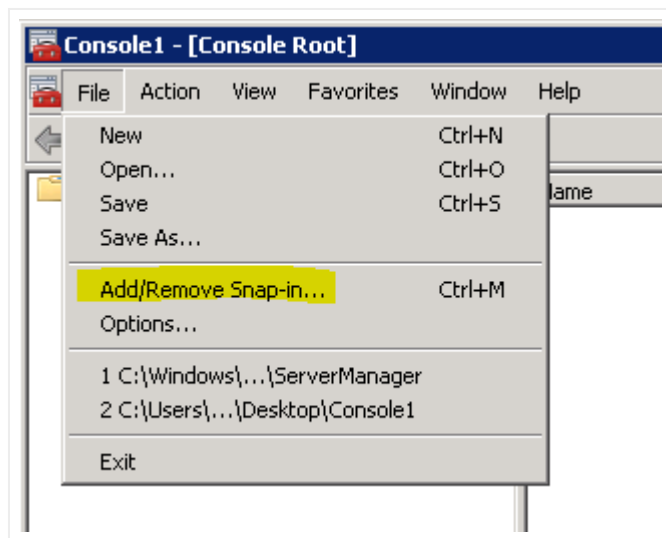 Console1 - [Console Root]
File Action View Favorites Window Help
New Ctrl+N
Open... Ctrl+O
Save Ctrl+S
Save As...
Add/Remove Snap-in... Ctrl+M
Options...
1 C:\Windows\...\ServerManager
2 C:\Users\...\Desktop\Console1
Exit